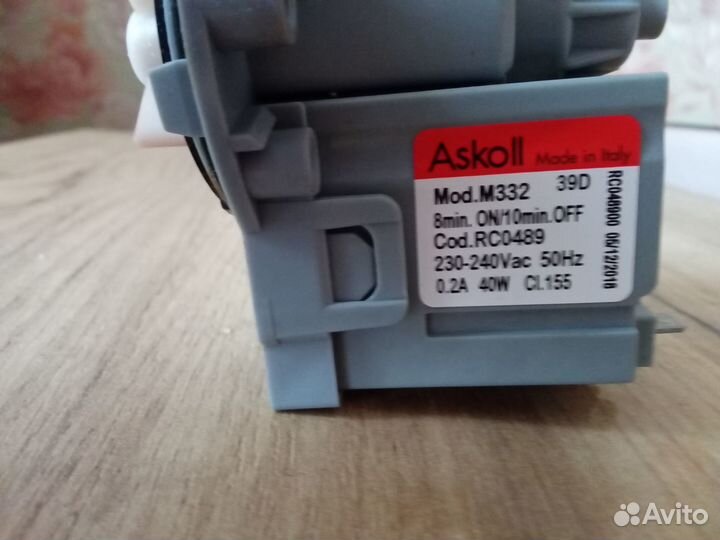 Askoll Made in Italy
Mod.M332 39D
8min. ON/10min.OFF
Cod.RC0489
230-240Vac 50Hz
0.2A 40W Cl.155
RC048900 05/12/2018
Avito